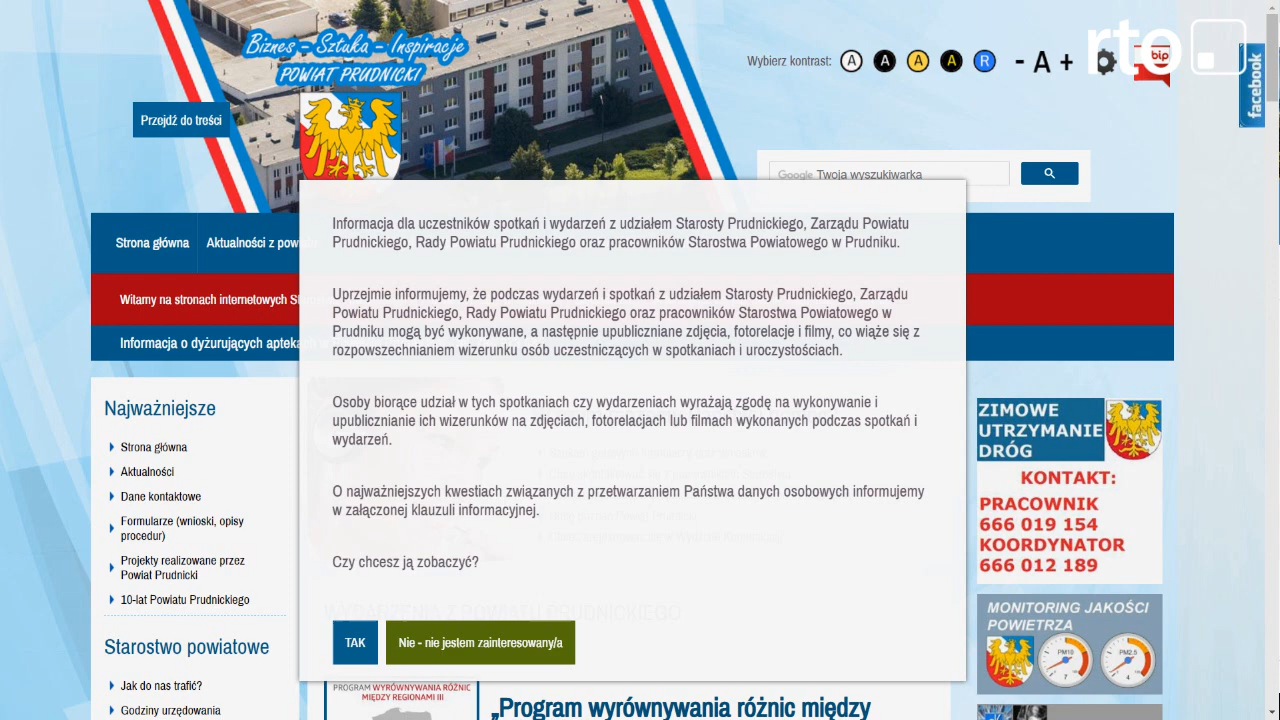 Biznes - Sztuka - Inspiracje
POWIAT PRUDNICKI
Wybierz kontrast: A A A A R - A +
bip
rto
facebook
Przejdź do treści
Google Twoja wyszukiwarka
Strona główna
Aktualności z pow
Witamy na stronach internetowych
Informacja o dyżurujących aptekach
Informacja dla uczestników spotkań i wydarzeń z udziałem Starosty Prudnickiego, Zarządu Powiatu
Prudnickiego, Rady Powiatu Prudnickiego oraz pracowników Starostwa Powiatowego w Prudniku.
Uprzejmie informujemy, że podczas wydarzeń i spotkań z udziałem Starosty Prudnickiego, Zarządu
Powiatu Prudnickiego, Rady Powiatu Prudnickiego oraz pracowników Starostwa Powiatowego w
Prudniku mogą być wykonywane, a następnie upubliczniane zdjęcia, fotorelacje i filmy, co wiąże się z
rozpowszechnianiem wizerunku osób uczestniczących w spotkaniach i uroczystościach.
Osoby biorące udział w tych spotkaniach czy wydarzeniach wyrażają zgodę na wykonywanie i
upublicznianie ich wizerunków na zdjęciach, fotorelacjach lub filmach wykonanych podczas spotkań i
wydarzeń.
O najważniejszych kwestiach związanych z przetwarzaniem Państwa danych osobowych informujemy
w załączonej klauzuli informacyjnej.
Czy chcesz ją zobaczyć?
WYDARZENIA Z POWIATU PRUDNICKIEGO
TAK
Nie - nie jestem zainteresowany/a
PROGRAM WYRÓWNYWANIA RÓŻNIC
MIĘDZY REGIONAMI III
„Program wyrównywania różnic między
Najważniejsze
Strona główna
Aktualności
Dane kontaktowe
Formularze (wnioski, opisy
procedur)
Projekty realizowane przez
Powiat Prudnicki
10-lat Powiatu Prudnickiego
Starostwo powiatowe
Jak do nas trafić?
Godziny urzędowania
ZIMOWE
UTRZYMANIE
DRÓG
KONTAKT:
PRACOWNIK
666 019 154
KOORDYNATOR
666 012 189
MONITORING JAKOŚCI
POWIETRZA
PM10
7
PM2,5
4